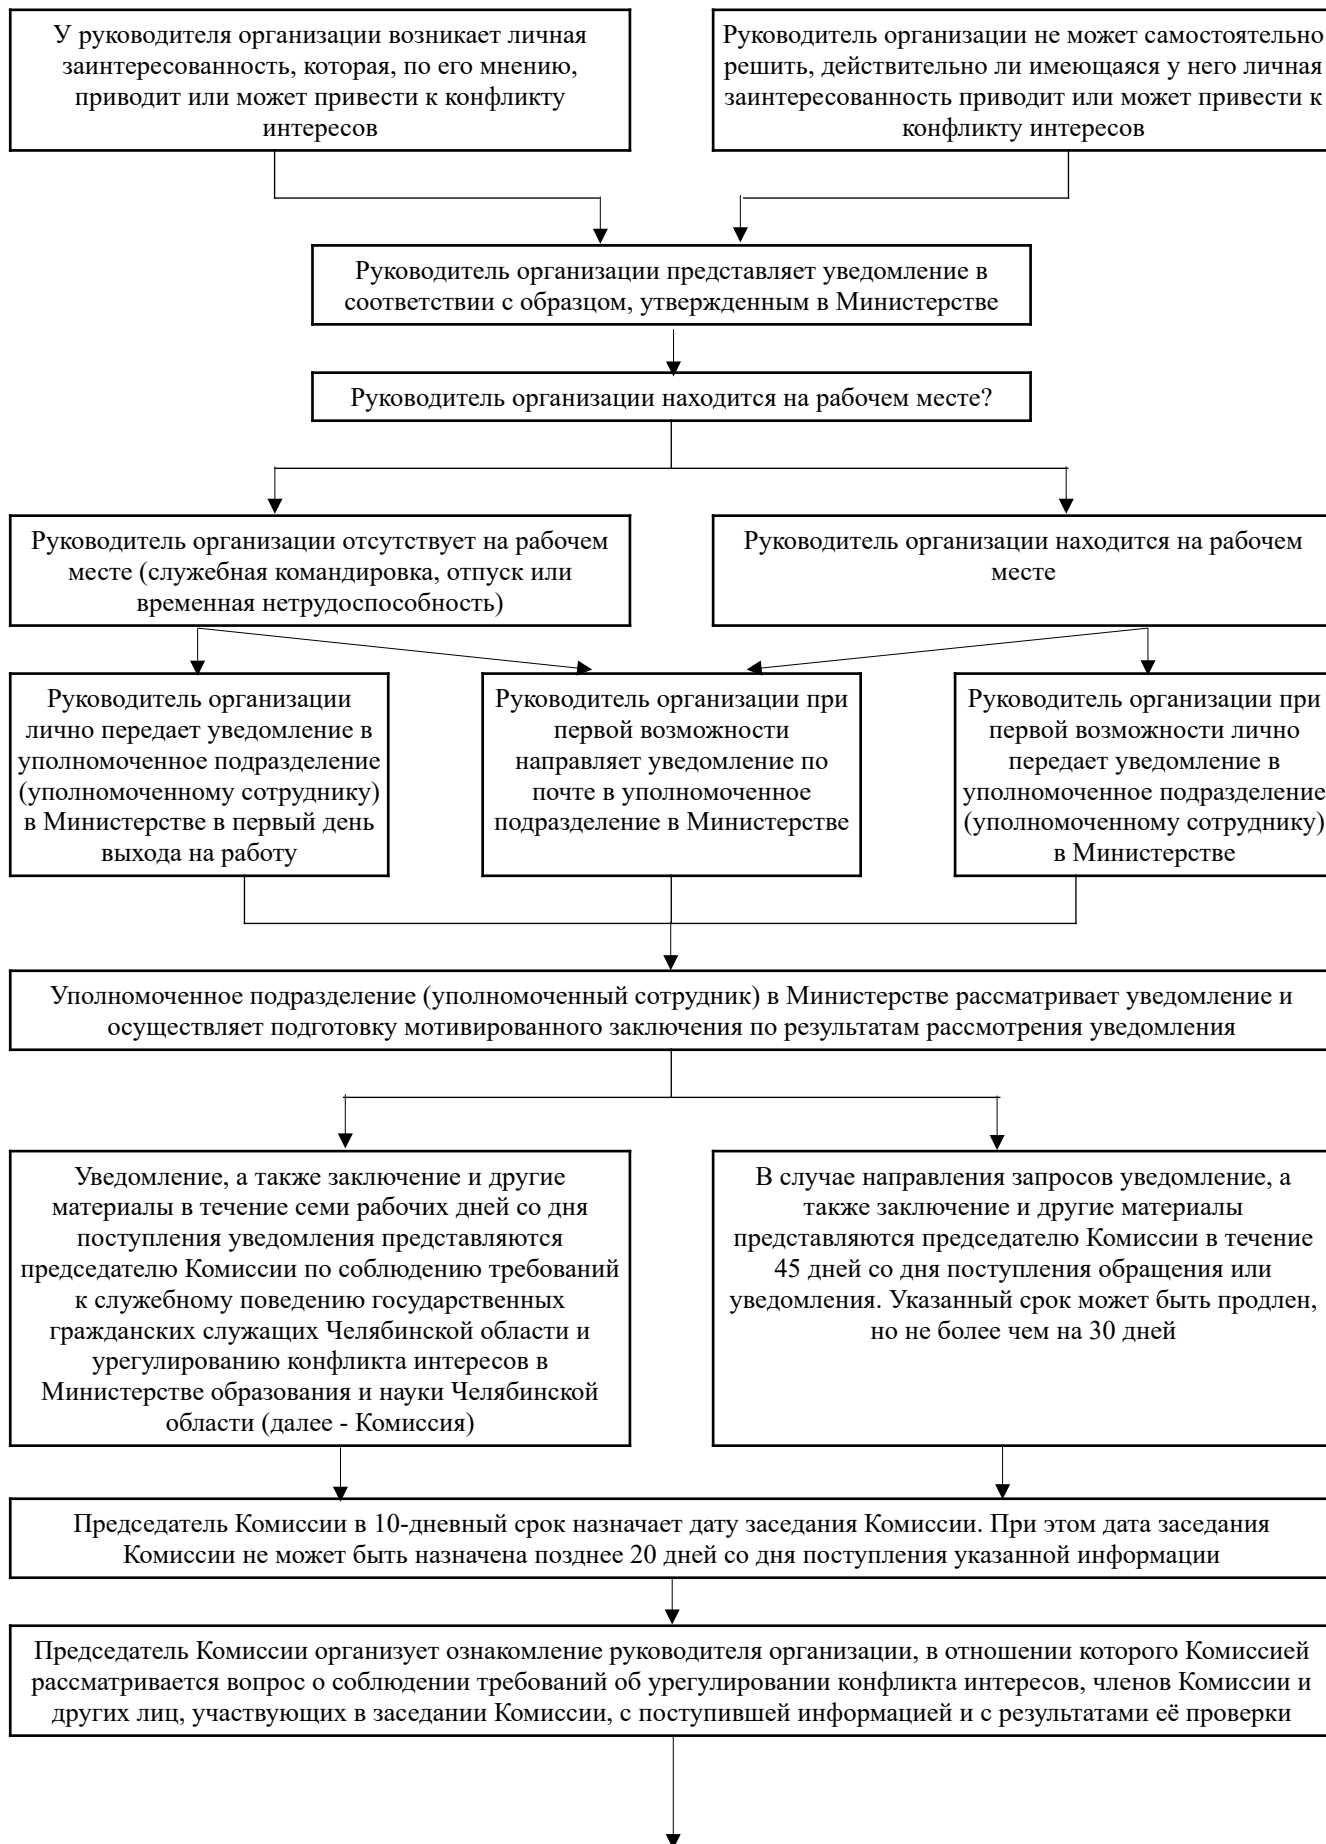 У руководителя организации возникает личная
заинтересованность, которая, по его мнению,
приводит или может привести к конфликту
интересов
Руководитель организации не может самостоятельно
решить, действительно ли имеющаяся у него личная
заинтересованность приводит или может привести к
конфликту интересов
Руководитель организации представляет уведомление в
соответствии с образцом, утвержденным в Министерстве
Руководитель организации находится на рабочем месте?
Руководитель организации отсутствует на рабочем
месте (служебная командировка, отпуск или
временная нетрудоспособность)
Руководитель организации находится на рабочем
месте
Руководитель организации
лично передает уведомление в
уполномоченное подразделение
(уполномоченному сотруднику)
в Министерстве в первый день
выхода на работу
Руководитель организации при
первой возможности
направляет уведомление по
почте в уполномоченное
подразделение в Министерстве
Руководитель организации при
первой возможности лично
передает уведомление в
уполномоченное подразделение
(уполномоченному сотруднику)
в Министерстве
Уполномоченное подразделение (уполномоченный сотрудник) в Министерстве рассматривает уведомление и
осуществляет подготовку мотивированного заключения по результатам рассмотрения уведомления
Уведомление, а также заключение и другие
материалы в течение семи рабочих дней со дня
поступления уведомления представляются
председателю Комиссии по соблюдению требований
к служебному поведению государственных
гражданских служащих Челябинской области и
урегулированию конфликта интересов в
Министерстве образования и науки Челябинской
области (далее - Комиссия)
В случае направления запросов уведомление, а
также заключение и другие материалы
представляются председателю Комиссии в течение
45 дней со дня поступления обращения или
уведомления. Указанный срок может быть продлен,
но не более чем на 30 дней
Председатель Комиссии в 10-дневный срок назначает дату заседания Комиссии. При этом дата заседания
Комиссии не может быть назначена позднее 20 дней со дня поступления указанной информации
Председатель Комиссии организует ознакомление руководителя организации, в отношении которого Комиссией
рассматривается вопрос о соблюдении требований об урегулировании конфликта интересов, членов Комиссии и
других лиц, участвующих в заседании Комиссии, с поступившей информацией и с результатами её проверки